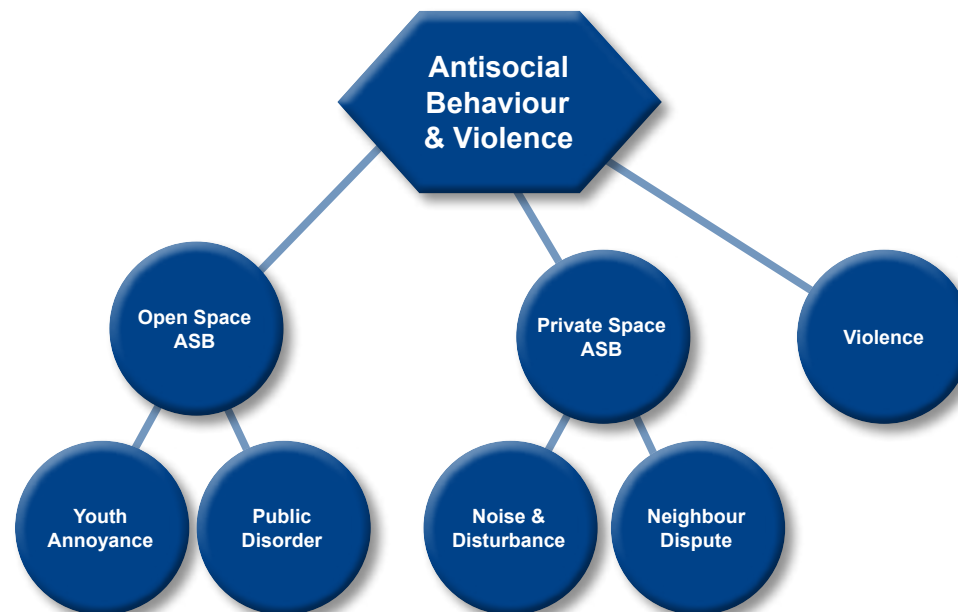 Antisocial
Behaviour
& Violence
Open Space
ASB
Private Space
ASB
Violence
Youth
Annoyance
Public
Disorder
Noise &
Disturbance
Neighbour
Dispute